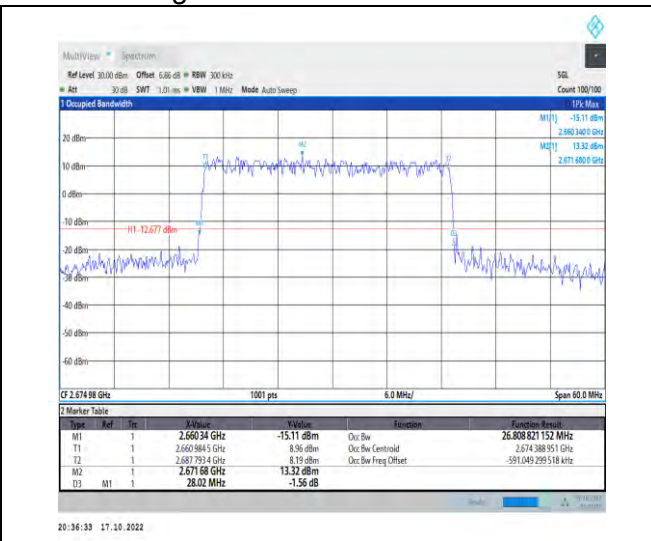 MultiView Spectrum
Ref Level 30.00 dBm Offset 6.86 dB RBW 300 kHz SGL
Att 30 dB SWT 1.01 ms VBW 1 MHz Mode Auto Sweep Count 100/100
1 Occupied Bandwidth 1Pk Max
M1[1] -15.11 dBm
2.660 340 0 GHz
M2[1] 13.32 dBm
2.671 680 0 GHz
20 dBm
M2
10 dBm
0 dBm
-10 dBm
H1 -12.677 dBm
-20 dBm
-30 dBm
-40 dBm
-50 dBm
-60 dBm
CF 2.674 98 GHz 1001 pts 6.0 MHz/ Span 60.0 MHz
2 Marker Table
Type Ref Trc X-Value Y-Value Function Function Result
M1 1 2.660 34 GHz -15.11 dBm Occ Bw 26.808 821 152 MHz
T1 1 2.660 984 5 GHz 8.96 dBm Occ Bw Centroid 2.674 388 951 GHz
T2 1 2.687 793 4 GHz 8.19 dBm Occ Bw Freq Offset -591.049 299 518 kHz
M2 1 2.671 68 GHz 13.32 dBm
D3 M1 1 28.02 MHz -1.56 dB
20:36:33 17.10.2022